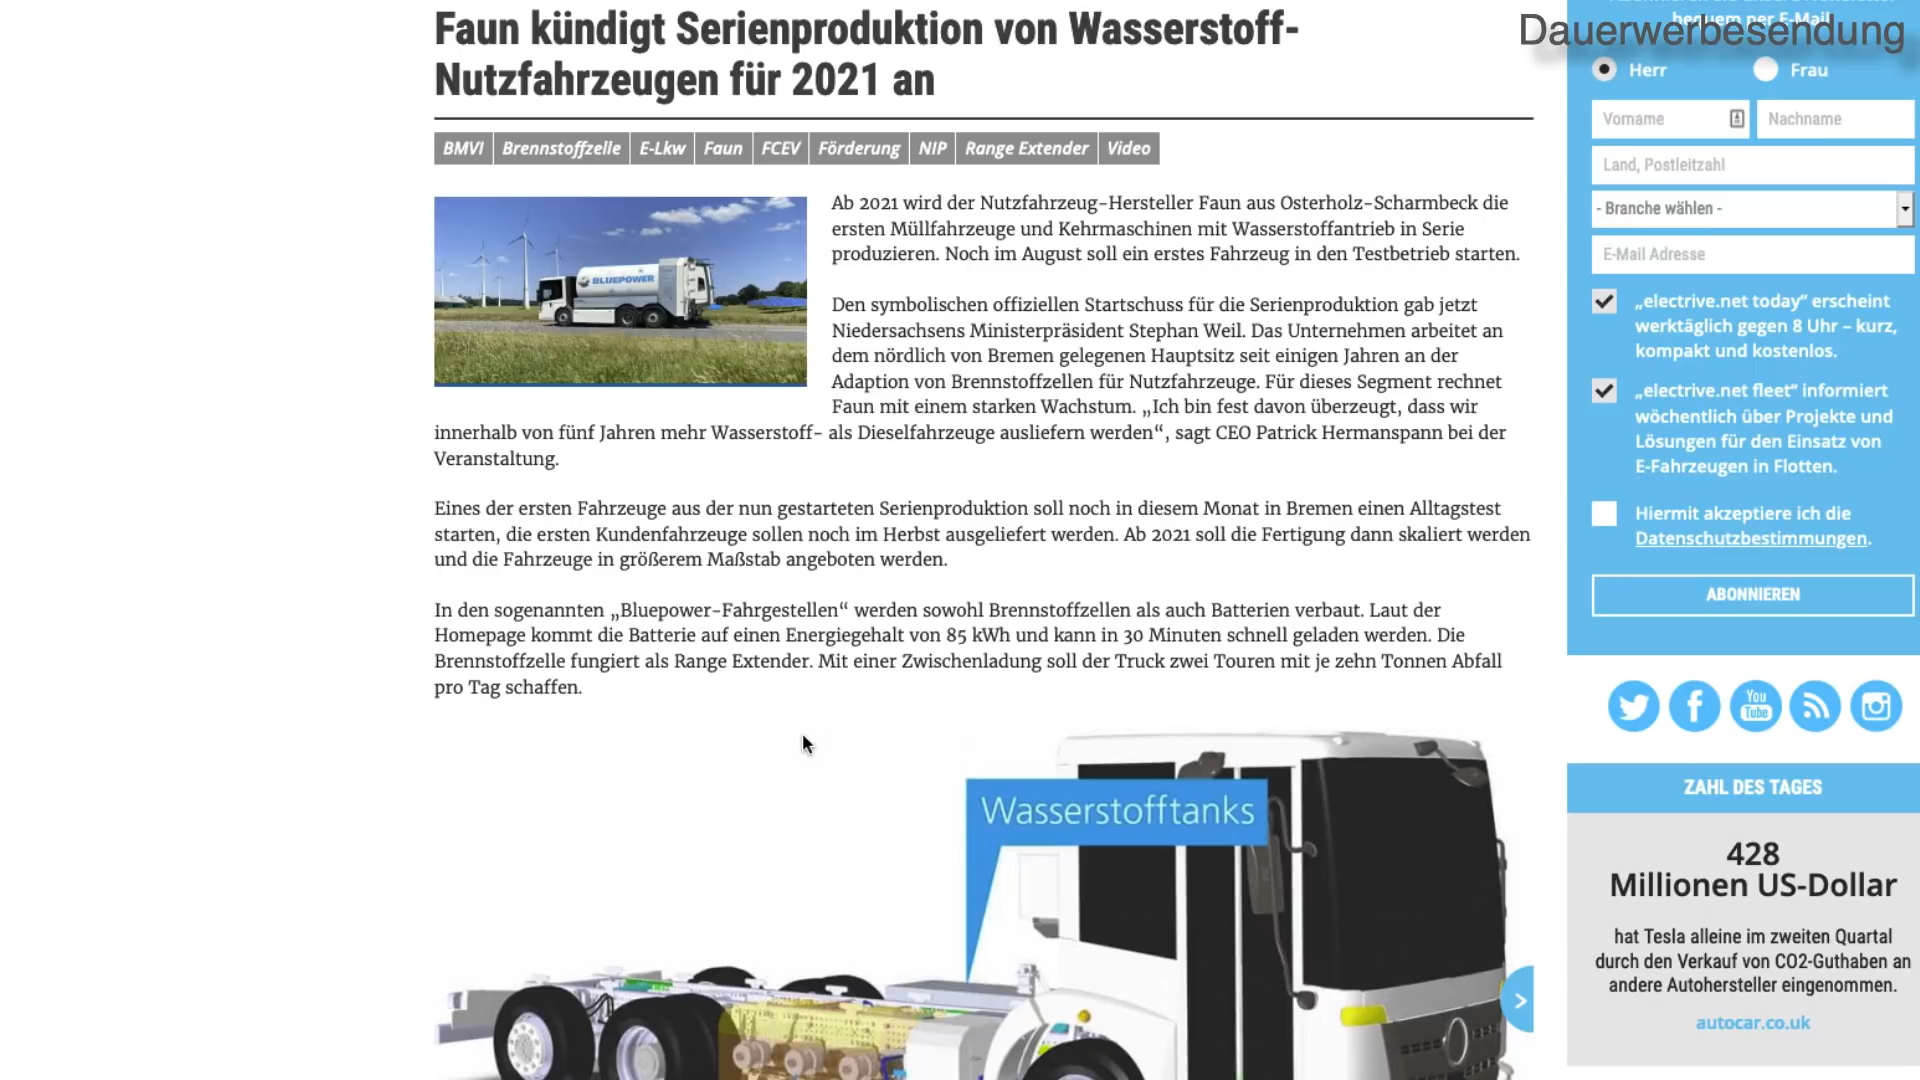 Faun kündigt Serienproduktion von Wasserstoff-
Nutzfahrzeugen für 2021 an
BMVI Brennstoffzelle E-Lkw Faun FCEV Förderung NIP Range Extender Video
BLUEPOWER
Ab 2021 wird der Nutzfahrzeug-Hersteller Faun aus Osterholz-Scharmbeck die
ersten Müllfahrzeuge und Kehrmaschinen mit Wasserstoffantrieb in Serie
produzieren. Noch im August soll ein erstes Fahrzeug in den Testbetrieb starten.
Den symbolischen offiziellen Startschuss für die Serienproduktion gab jetzt
Niedersachsens Ministerpräsident Stephan Weil. Das Unternehmen arbeitet an
dem nördlich von Bremen gelegenen Hauptsitz seit einigen Jahren an der
Adaption von Brennstoffzellen für Nutzfahrzeuge. Für dieses Segment rechnet
Faun mit einem starken Wachstum. „Ich bin fest davon überzeugt, dass wir
innerhalb von fünf Jahren mehr Wasserstoff- als Dieselfahrzeuge ausliefern werden“, sagt CEO Patrick Hermanspann bei der
Veranstaltung.
Eines der ersten Fahrzeuge aus der nun gestarteten Serienproduktion soll noch in diesem Monat in Bremen einen Alltagstest
starten, die ersten Kundenfahrzeuge sollen noch im Herbst ausgeliefert werden. Ab 2021 soll die Fertigung dann skaliert werden
und die Fahrzeuge in größerem Maßstab angeboten werden.
In den sogenannten „Bluepower-Fahrgestellen“ werden sowohl Brennstoffzellen als auch Batterien verbaut. Laut der
Homepage kommt die Batterie auf einen Energiegehalt von 85 kWh und kann in 30 Minuten schnell geladen werden. Die
Brennstoffzelle fungiert als Range Extender. Mit einer Zwischenladung soll der Truck zwei Touren mit je zehn Tonnen Abfall
pro Tag schaffen.
Wasserstofftanks
bequem per E-Mail
Dauerwerbesendung
Herr Frau
Vorname Nachname
Land, Postleitzahl
- Branche wählen -
E-Mail Adresse
„electrive.net today“ erscheint
werktäglich gegen 8 Uhr – kurz,
kompakt und kostenlos.
„electrive.net fleet“ informiert
wöchentlich über Projekte und
Lösungen für den Einsatz von
E-Fahrzeugen in Flotten.
Hiermit akzeptiere ich die
Datenschutzbestimmungen.
ABONNIEREN
You
Tube
ZAHL DES TAGES
428
Millionen US-Dollar
hat Tesla alleine im zweiten Quartal
durch den Verkauf von CO2-Guthaben an
andere Autohersteller eingenommen.
autocar.co.uk